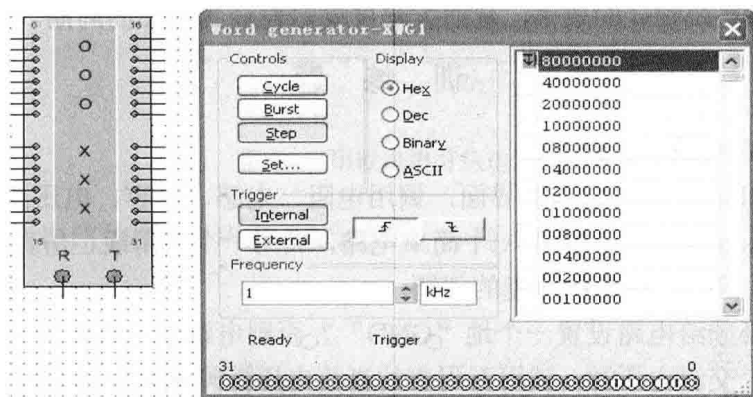 0 16
O
O
O
X
X
X
15 31
R T
Word generator-XWG1
Controls
Cycle
Burst
Step
Set...
Display
Hex
Dec
Binary
ASCII
Trigger
Internal
External
Frequency
1 kHz
80000000
40000000
20000000
10000000
08000000
04000000
02000000
01000000
00800000
00400000
00200000
00100000
Ready Trigger
31 0